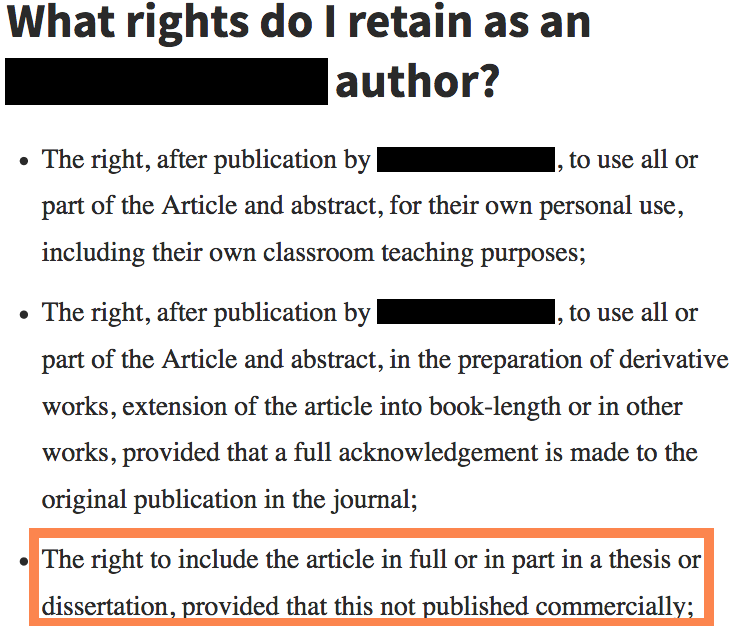 What rights do I retain as an
author?
• The right, after publication by , to use all or
part of the Article and abstract, for their own personal use,
including their own classroom teaching purposes;
• The right, after publication by , to use all or
part of the Article and abstract, in the preparation of derivative
works, extension of the article into book-length or in other
works, provided that a full acknowledgement is made to the
original publication in the journal;
• The right to include the article in full or in part in a thesis or
dissertation, provided that this not published commercially;